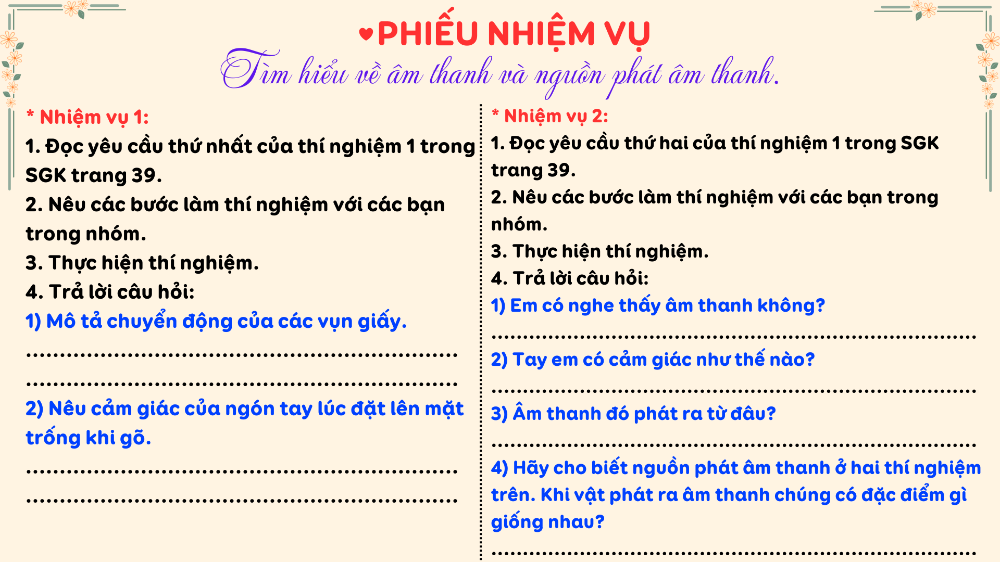 PHIẾU NHIỆM VỤ
Tìm hiểu về âm thanh và nguồn phát âm thanh.
* Nhiệm vụ 1:
1. Đọc yêu cầu thứ nhất của thí nghiệm 1 trong
SGK trang 39.
2. Nêu các bước làm thí nghiệm với các bạn
trong nhóm.
3. Thực hiện thí nghiệm.
4. Trả lời câu hỏi:
1) Mô tả chuyển động của các vụn giấy.
................................................................
................................................................
2) Nêu cảm giác của ngón tay lúc đặt lên mặt
trống khi gõ.
................................................................
................................................................
* Nhiệm vụ 2:
1. Đọc yêu cầu thứ hai của thí nghiệm 1 trong SGK
trang 39.
2. Nêu các bước làm thí nghiệm với các bạn trong
nhóm.
3. Thực hiện thí nghiệm.
4. Trả lời câu hỏi:
1) Em có nghe thấy âm thanh không?
.............................................................................
2) Tay em có cảm giác như thế nào?
.............................................................................
3) Âm thanh đó phát ra từ đâu?
.............................................................................
4) Hãy cho biết nguồn phát âm thanh ở hai thí nghiệm
trên. Khi vật phát ra âm thanh chúng có đặc điểm gì
giống nhau?
.............................................................................